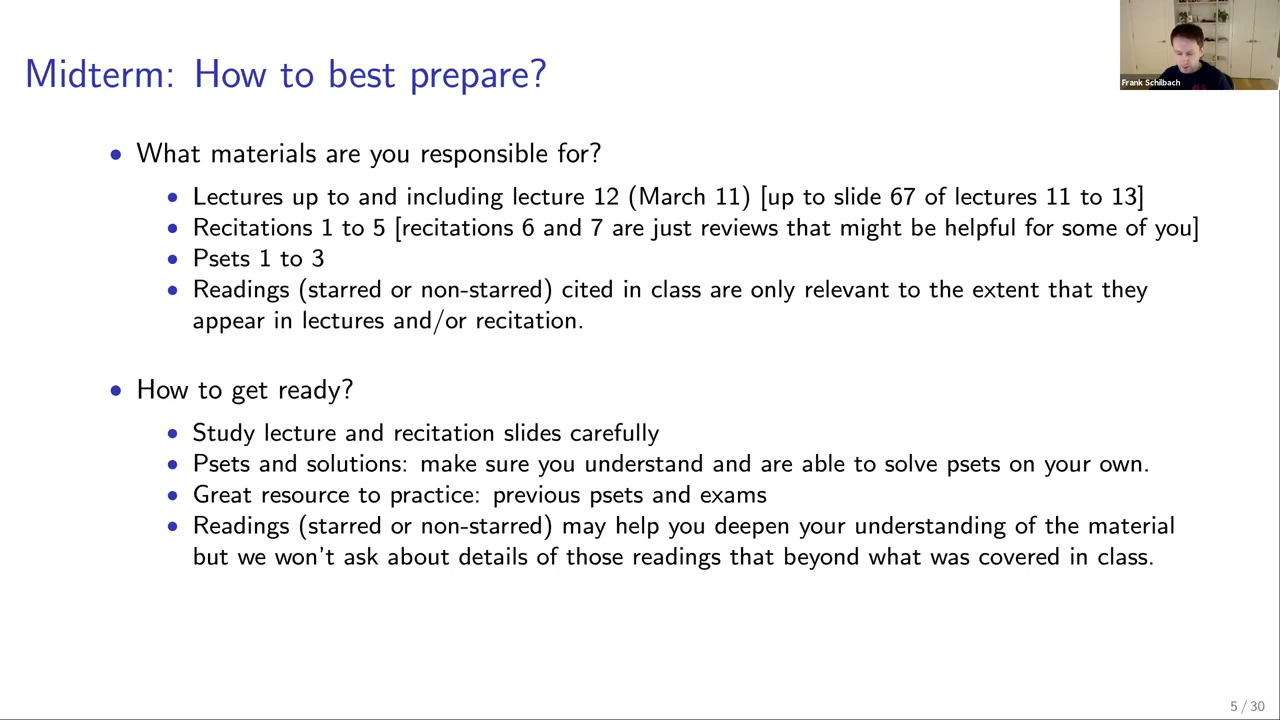 Frank Schilbach
Midterm: How to best prepare?
• What materials are you responsible for?
• Lectures up to and including lecture 12 (March 11) [up to slide 67 of lectures 11 to 13]
• Recitations 1 to 5 [recitations 6 and 7 are just reviews that might be helpful for some of you]
• Psets 1 to 3
• Readings (starred or non-starred) cited in class are only relevant to the extent that they
appear in lectures and/or recitation.
• How to get ready?
• Study lecture and recitation slides carefully
• Psets and solutions: make sure you understand and are able to solve psets on your own.
• Great resource to practice: previous psets and exams
• Readings (starred or non-starred) may help you deepen your understanding of the material
but we won't ask about details of those readings that beyond what was covered in class.
5 / 30